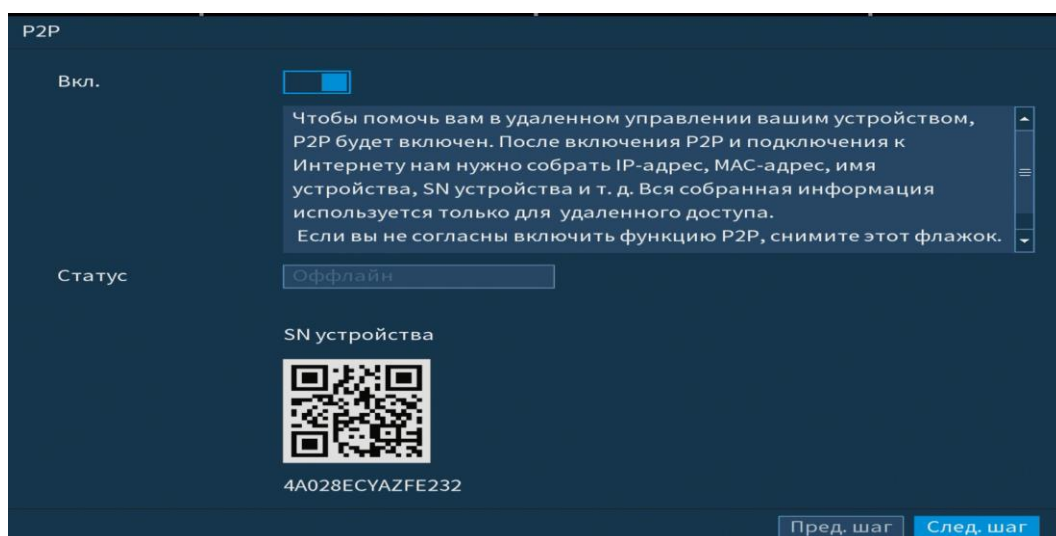 P2P
Вкл.
Чтобы помочь вам в удаленном управлении вашим устройством,
P2P будет включен. После включения P2P и подключения к
Интернету нам нужно собрать IP-адрес, MAC-адрес, имя
устройства, SN устройства и т. д. Вся собранная информация
используется только для удаленного доступа.
Если вы не согласны включить функцию P2P, снимите этот флажок.
Статус
Оффлайн
SN устройства
4A028ECYAZFE232
Пред. шаг
След. шаг